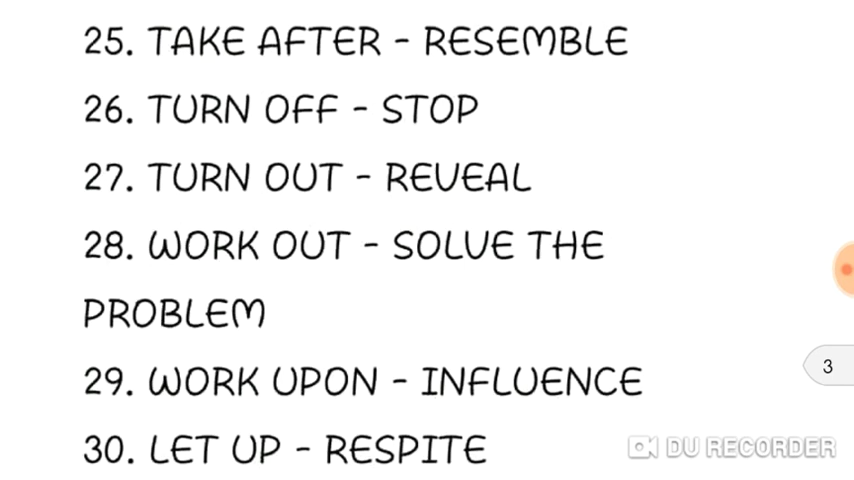 25. TAKE AFTER - RESEMBLE
26. TURN OFF - STOP
27. TURN OUT - REVEAL
28. WORK OUT - SOLVE THE
PROBLEM
3
29. WORK UPON - INFLUENCE
30. LET UP - RESPITE
DU RECORDER